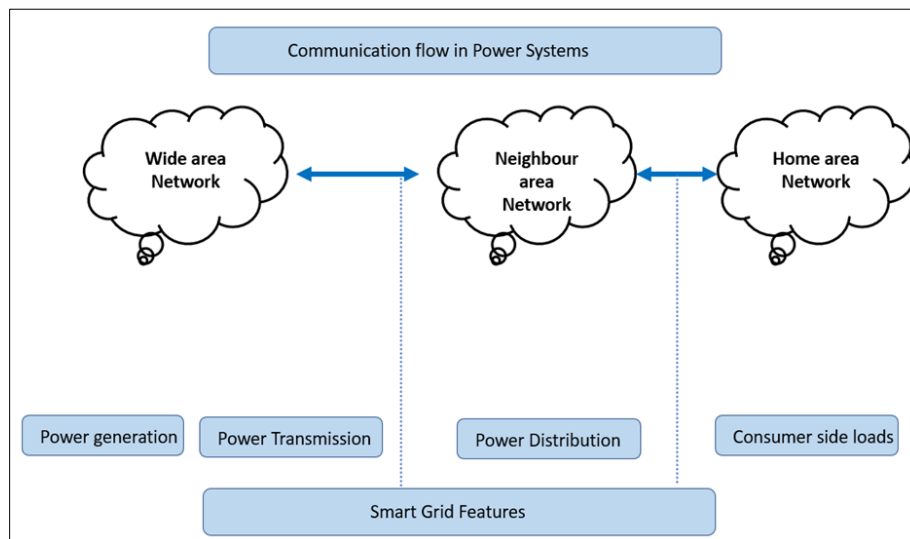 Communication flow in Power Systems
Wide area
Network
Neighbour
area
Network
Home area
Network
Power generation
Power Transmission
Power Distribution
Consumer side loads
Smart Grid Features